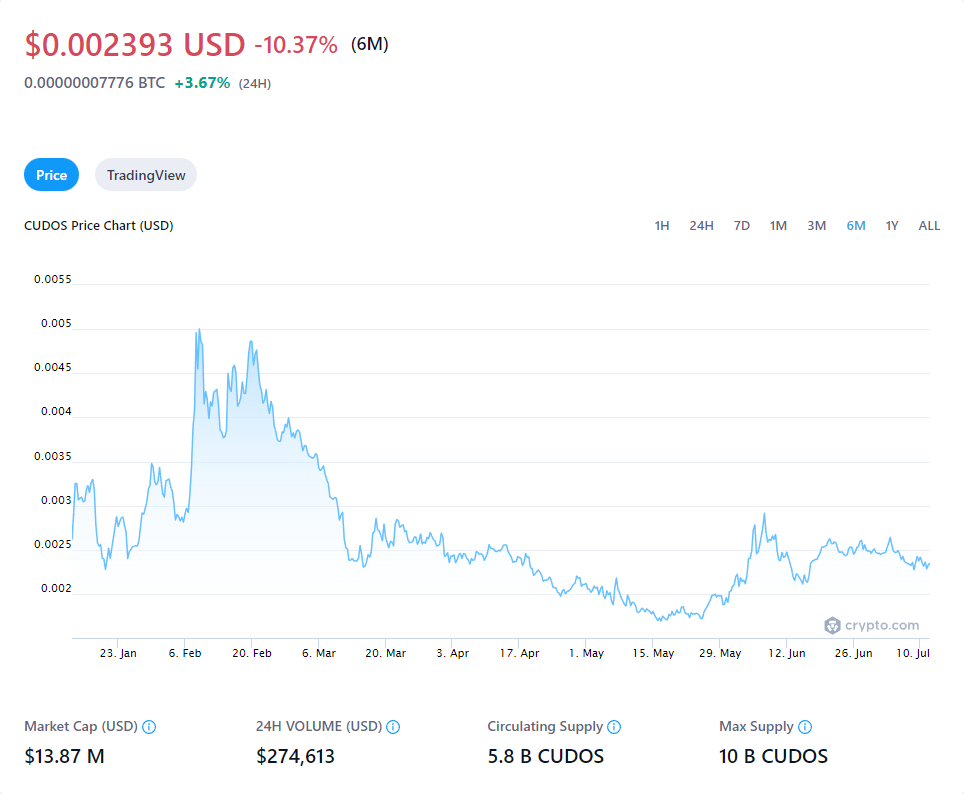 $0.002393 USD -10.37% (6M)
0.00000007776 BTC +3.67% (24H)
Price TradingView
CUDOS Price Chart (USD) 1H 24H 7D 1M 3M 6M 1Y ALL
0.0055
0.005
0.0045
0.004
0.0035
0.003
0.0025
0.002
crypto.com
23. Jan 6. Feb 20. Feb 6. Mar 20. Mar 3. Apr 17. Apr 1. May 15. May 29. May 12. Jun 26. Jun 10. Jul
Market Cap (USD) 24H VOLUME (USD) Circulating Supply Max Supply
$13.87 M $274,613 5.8 B CUDOS 10 B CUDOS